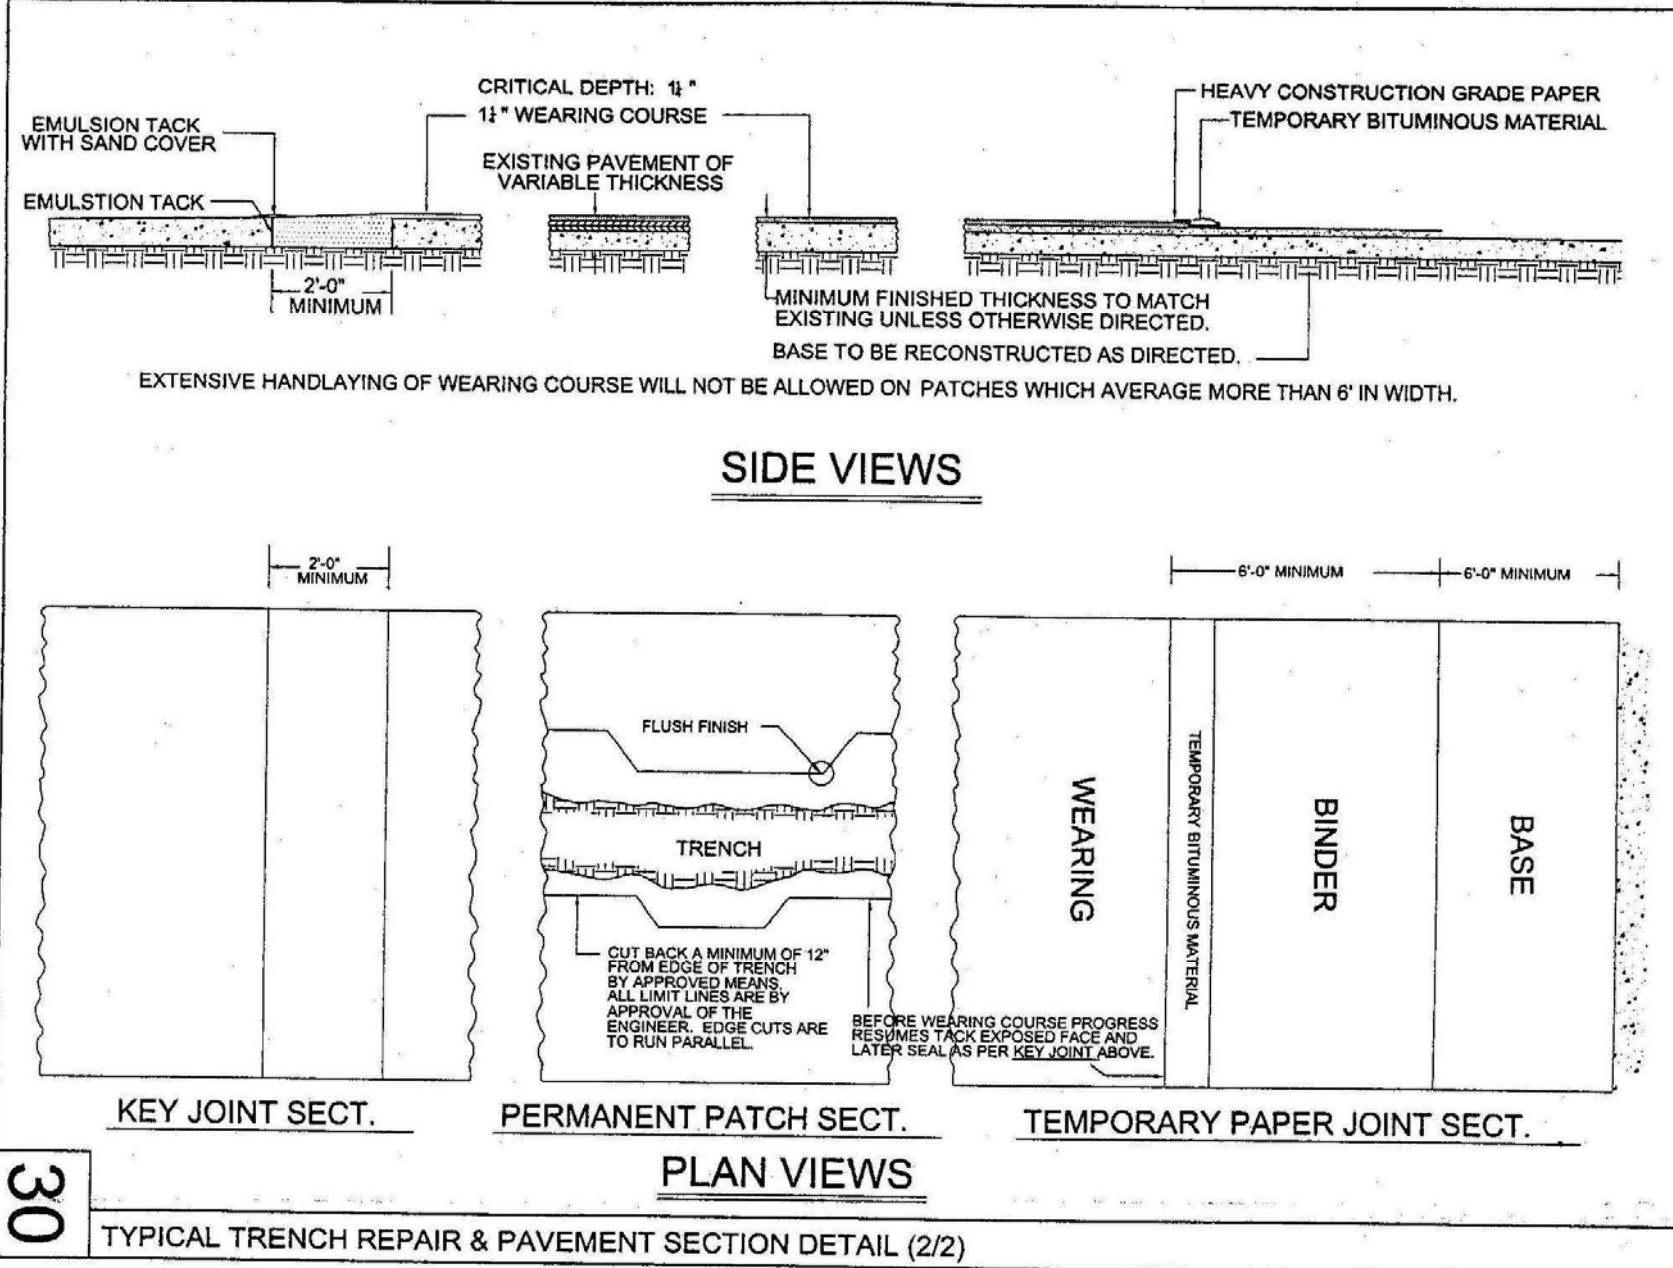 CRITICAL DEPTH: 1¼"
1¼" WEARING COURSE
EMULSION TACK
WITH SAND COVER
EXISTING PAVEMENT OF
VARIABLE THICKNESS
EMULSTION TACK
HEAVY CONSTRUCTION GRADE PAPER
TEMPORARY BITUMINOUS MATERIAL
2'-0"
MINIMUM
MINIMUM FINISHED THICKNESS TO MATCH
EXISTING UNLESS OTHERWISE DIRECTED.
BASE TO BE RECONSTRUCTED AS DIRECTED.
EXTENSIVE HANDLAYING OF WEARING COURSE WILL NOT BE ALLOWED ON PATCHES WHICH AVERAGE MORE THAN 6' IN WIDTH.
SIDE VIEWS
2'-0"
MINIMUM
6'-0" MINIMUM
6'-0" MINIMUM
FLUSH FINISH
TRENCH
CUT BACK A MINIMUM OF 12"
FROM EDGE OF TRENCH
BY APPROVED MEANS.
ALL LIMIT LINES ARE BY
APPROVAL OF THE
ENGINEER. EDGE CUTS ARE
TO RUN PARALLEL.
BEFORE WEARING COURSE PROGRESS
RESUMES TACK EXPOSED FACE AND
LATER SEAL AS PER KEY JOINT ABOVE.
WEARING
TEMPORARY BITUMINOUS MATERIAL
BINDER
BASE
KEY JOINT SECT.
PERMANENT PATCH SECT.
TEMPORARY PAPER JOINT SECT.
PLAN VIEWS
30
TYPICAL TRENCH REPAIR & PAVEMENT SECTION DETAIL (2/2)